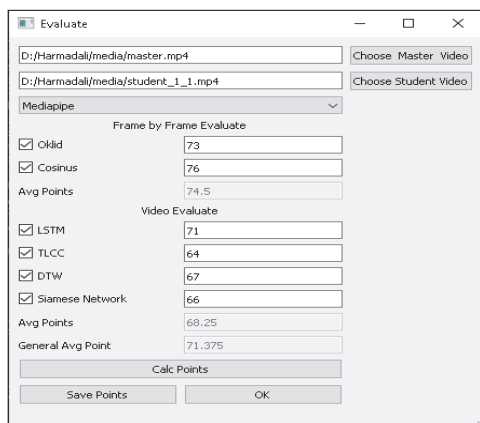 Evaluate
D:/Harmadali/media/master.mp4 Choose Master Video
D:/Harmadali/media/student_1_1.mp4 Choose Student Video
Mediapipe
Frame by Frame Evaluate
Oklid 73
Cosinus 76
Avg Points 74.5
Video Evaluate
LSTM 71
TLCC 64
DTW 67
Siamese Network 66
Avg Points 68.25
General Avg Point 71.375
Calc Points
Save Points OK